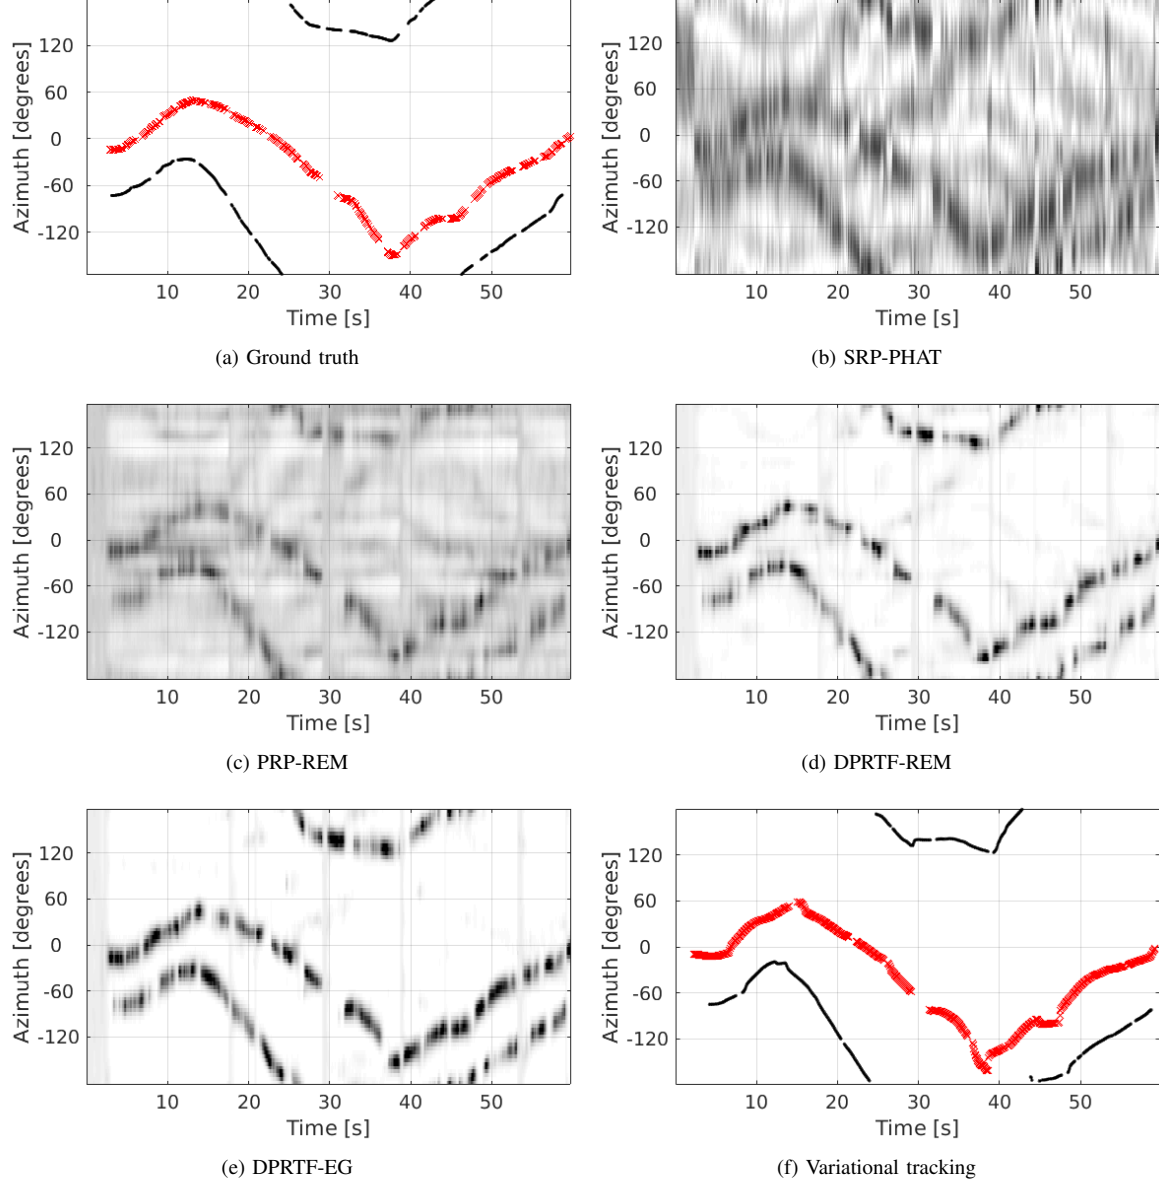 120
60
0
-60
-120
Azimuth [degrees]
10 20 30 40 50
Time [s]
(a) Ground truth
120
60
0
-60
-120
Azimuth [degrees]
10 20 30 40 50
Time [s]
(b) SRP-PHAT
120
60
0
-60
-120
Azimuth [degrees]
10 20 30 40 50
Time [s]
(c) PRP-REM
120
60
0
-60
-120
Azimuth [degrees]
10 20 30 40 50
Time [s]
(d) DPRTF-REM
120
60
0
-60
-120
Azimuth [degrees]
10 20 30 40 50
Time [s]
(e) DPRTF-EG
120
60
0
-60
-120
Azimuth [degrees]
10 20 30 40 50
Time [s]
(f) Variational tracking